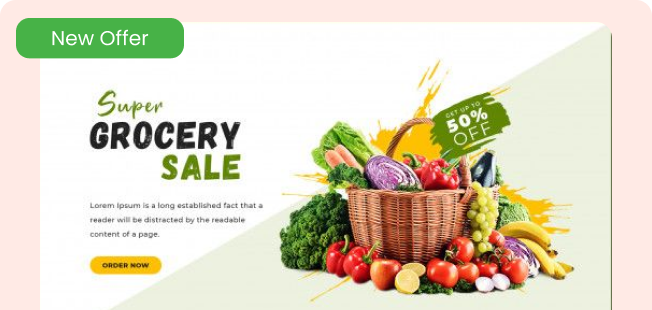 New Offer
Super
GROCERY
SALE
GET UP TO
50%
OFF
Lorem Ipsum is a long established fact that a
reader will be distracted by the readable
content of a page.
ORDER NOW